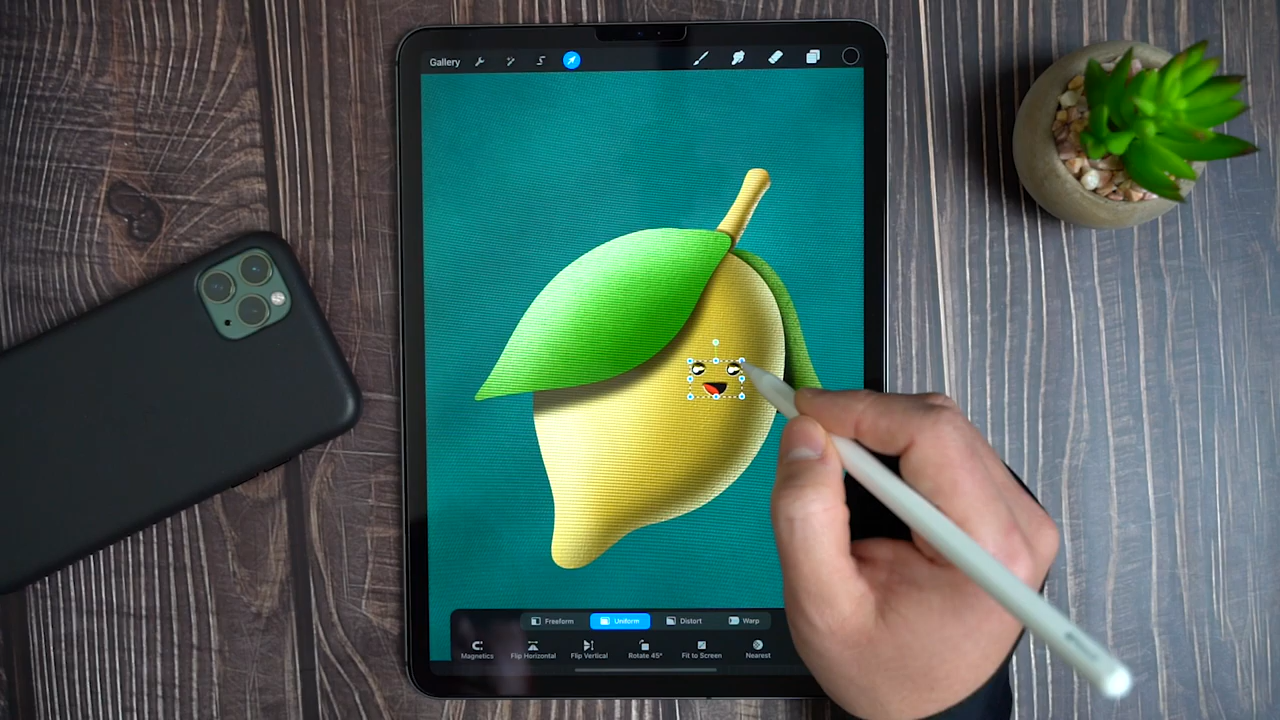 Gallery
Freeform Uniform Distort Warp
Magnetics Flip Horizontal Flip Vertical Rotate 45° Fit to Screen Nearest